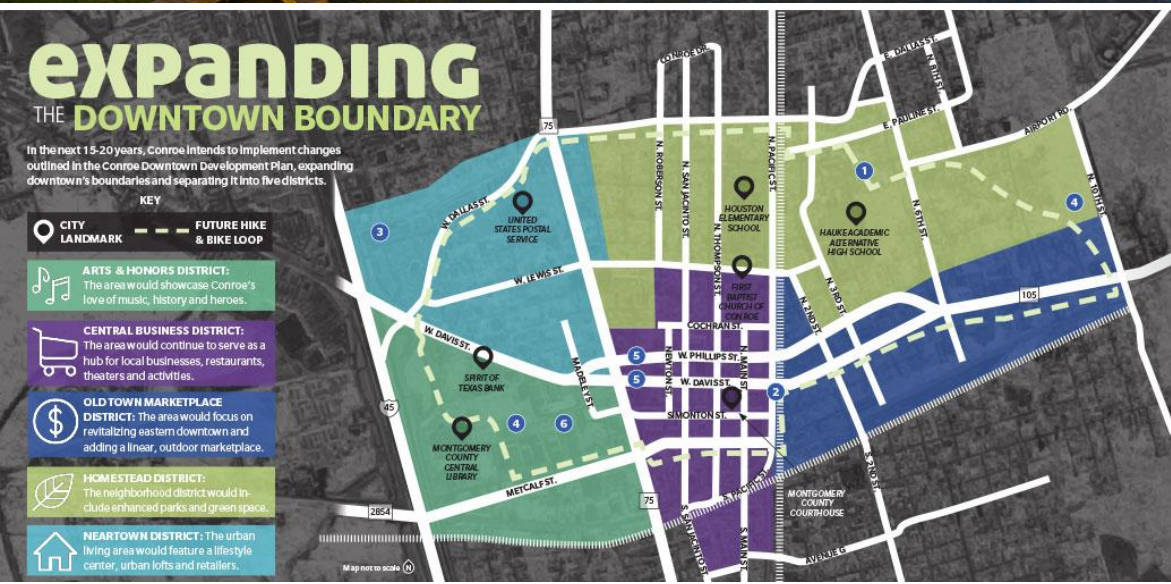 expanding
THE DOWNTOWN BOUNDARY
In the next 15-20 years, Conroe intends to implement changes
outlined in the Conroe Downtown Development Plan, expanding
downtown's boundaries and separating it into five districts.
KEY
CITY
LANDMARK
FUTURE HIKE
& BIKE LOOP
ARTS & HONORS DISTRICT:
The area would showcase Conroe's
love of music, history and heroes.
CENTRAL BUSINESS DISTRICT:
The area would continue to serve as a
hub for local businesses, restaurants,
theaters and activities.
OLD TOWN MARKETPLACE
DISTRICT: The area would focus on
revitalizing eastern downtown and
adding a linear, outdoor marketplace.
HOMESTEAD DISTRICT:
The neighborhood district would in-
clude enhanced parks and green space.
NEARTOWN DISTRICT: The urban
living area would feature a lifestyle
center, urban lofts and retailers.
Map not to scale N
CONROE DR.
E. DALLAS ST.
N. 8TH ST.
75
E. PAULINE ST.
AIRPORT RD.
N. ROBERSON ST.
N. SAN JACINTO ST.
N. THOMPSON ST.
N. PACIFIC ST.
1
N. 10TH ST.
4
W. DALLAS ST.
UNITED
STATES POSTAL
SERVICE
HOUSTON
ELEMENTARY
SCHOOL
HAUKE ACADEMIC
ALTERNATIVE
HIGH SCHOOL
N. 6TH ST.
3
W. LEWIS ST.
FIRST
BAPTIST
CHURCH OF
CONROE
N. 2ND ST.
N. 3RD ST.
105
W. DAVIS ST.
COCHRAN ST.
5
W. PHILLIPS ST.
NEWTON ST.
N. MAIN ST.
SPIRIT OF
TEXAS BANK
MADELEY ST.
5
W. DAVIS ST.
2
SIMONTON ST.
45
4
6
MONTGOMERY
COUNTY
CENTRAL
LIBRARY
METCALF ST.
S. PACIFIC ST.
S. 2ND ST.
75
MONTGOMERY
COUNTY
COURTHOUSE
2854
S. SAN JACINTO ST.
S. MAIN ST.
AVENUE G